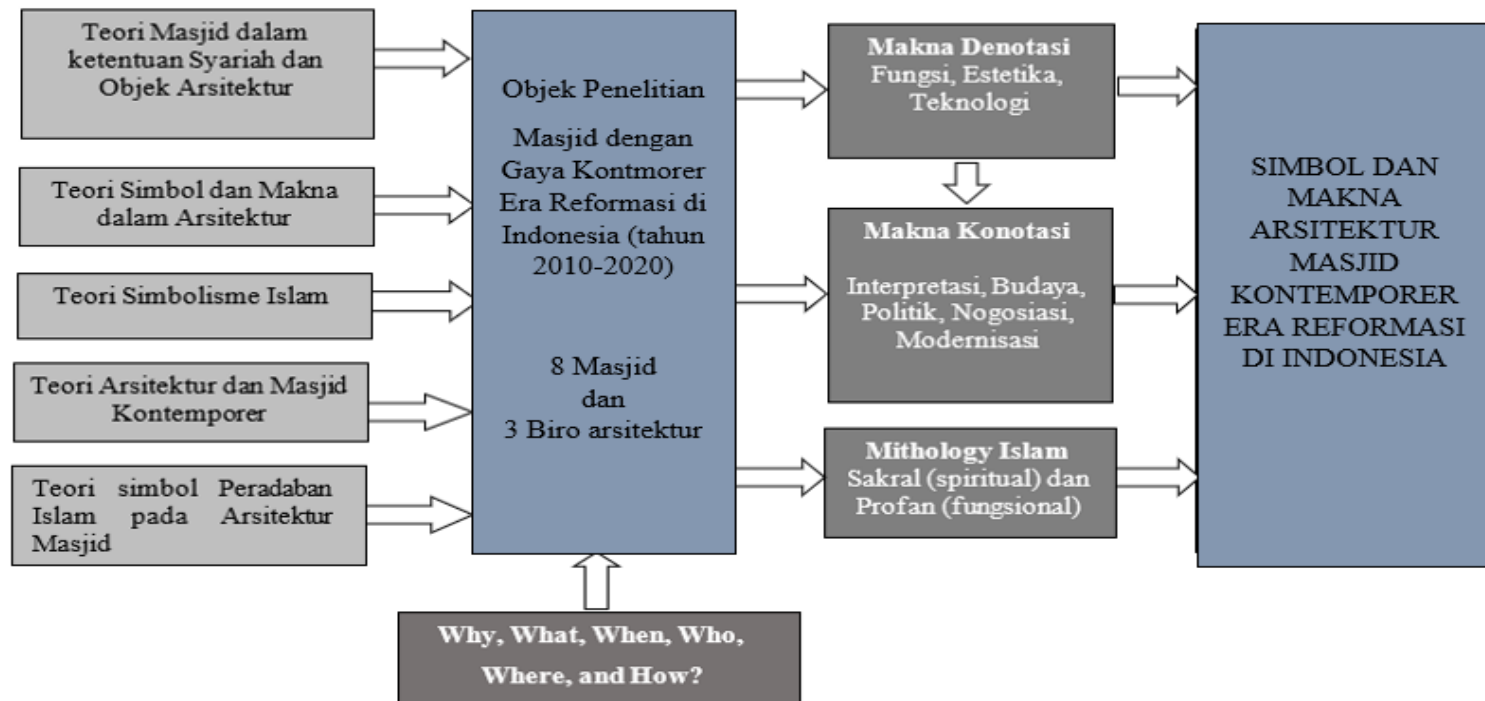 Teori Masjid dalam
ketentuan Syariah dan
Objek Arsitektur
Teori Simbol dan Makna
dalam Arsitektur
Teori Simbolisme Islam
Teori Arsitektur dan Masjid
Kontemporer
Teori simbol Peradaban
Islam pada Arsitektur
Masjid
Objek Penelitian
Masjid dengan
Gaya Kontmorer
Era Reformasi di
Indonesia (tahun
2010-2020)
8 Masjid
dan
3 Biro arsitektur
Why, What, When, Who,
Where, and How?
Makna Denotasi
Fungsi, Estetika,
Teknologi
Makna Konotasi
Interpretasi, Budaya,
Politik, Nogosiasi,
Modernisasi
Mithology Islam
Sakral (spiritual) dan
Profan (fungsional)
SIMBOL DAN
MAKNA
ARSITEKTUR
MASJID
KONTEMPORER
ERA REFORMASI
DI INDONESIA